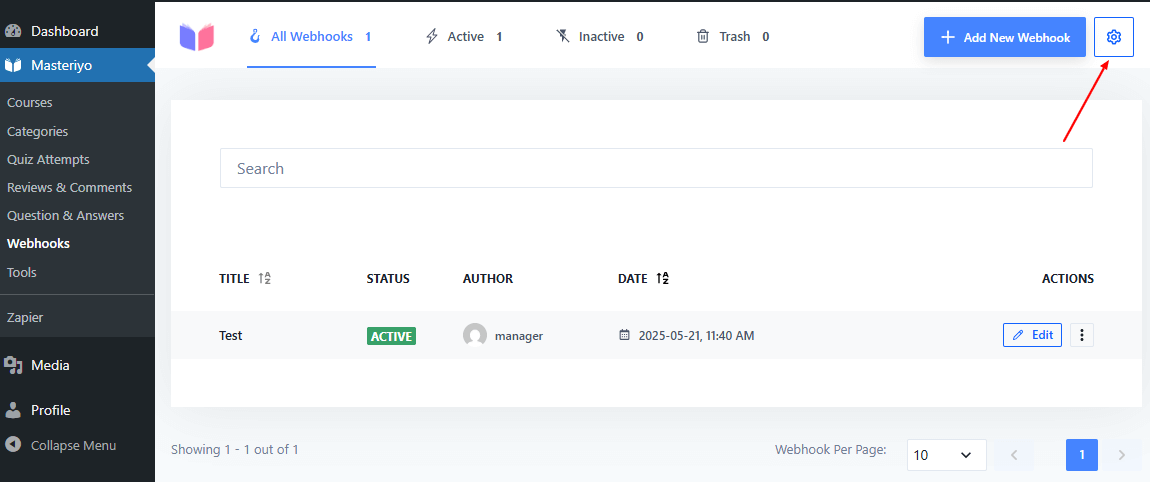 Dashboard
Masteriyo
Courses
Categories
Quiz Attempts
Reviews & Comments
Question & Answers
Webhooks
Tools
Zapier
Media
Profile
Collapse Menu
All Webhooks 1 Active 1 Inactive 0 Trash 0 Add New Webhook
Search
TITLE STATUS AUTHOR DATE ACTIONS
Test ACTIVE manager 2025-05-21, 11:40 AM Edit
Showing 1 - 1 out of 1 Webhook Per Page: 10 1